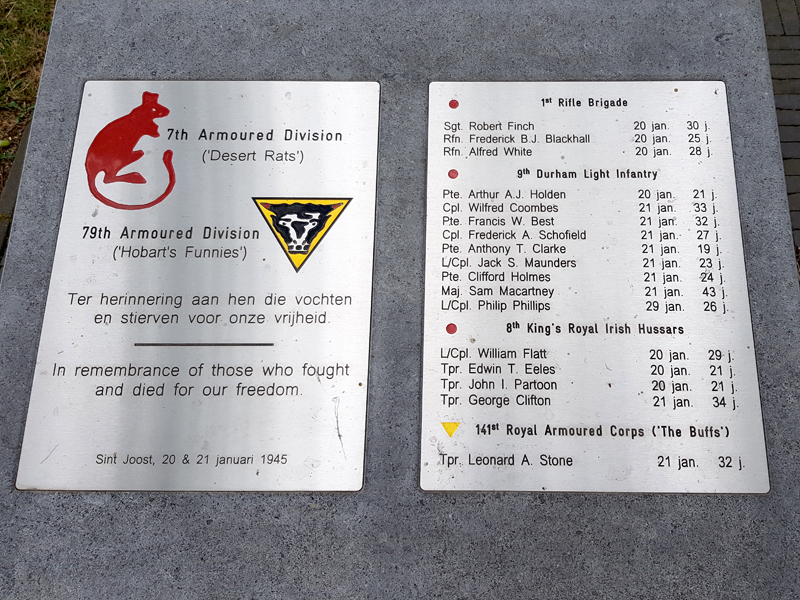 7th Armoured Division
('Desert Rats')
79th Armoured Division
('Hobart's Funnies')
Ter herinnering aan hen die vochten
en stierven voor onze vrijheid.
In remembrance of those who fought
and died for our freedom.
Sint Joost, 20 & 21 januari 1945
1st Rifle Brigade
Sgt. Robert Finch 20 jan. 30 j.
Rfn. Frederick B.J. Blackhall 20 jan. 25 j.
Rfn. Alfred White 20 jan. 28 j.
9th Durham Light Infantry
Pte. Arthur A.J. Holden 20 jan. 21 j.
Cpl. Wilfred Coombes 21 jan. 33 j.
Pte. Francis W. Best 21 jan. 32 j.
Cpl. Frederick A. Schofield 21 jan. 27 j.
Pte. Anthony T. Clarke 21 jan. 19 j.
L/Cpl. Jack S. Maunders 21 jan. 23 j.
Pte. Clifford Holmes 21 jan. 24 j.
Maj. Sam Macartney 21 jan. 43 j.
L/Cpl. Philip Phillips 29 jan. 26 j.
8th King's Royal Irish Hussars
L/Cpl. William Flatt 20 jan. 29 j.
Tpr. Edwin T. Eeles 20 jan. 21 j.
Tpr. John I. Partoon 20 jan. 21 j.
Tpr. George Clifton 21 jan. 34 j.
141st Royal Armoured Corps ('The Buffs')
Tpr. Leonard A. Stone 21 jan. 32 j.